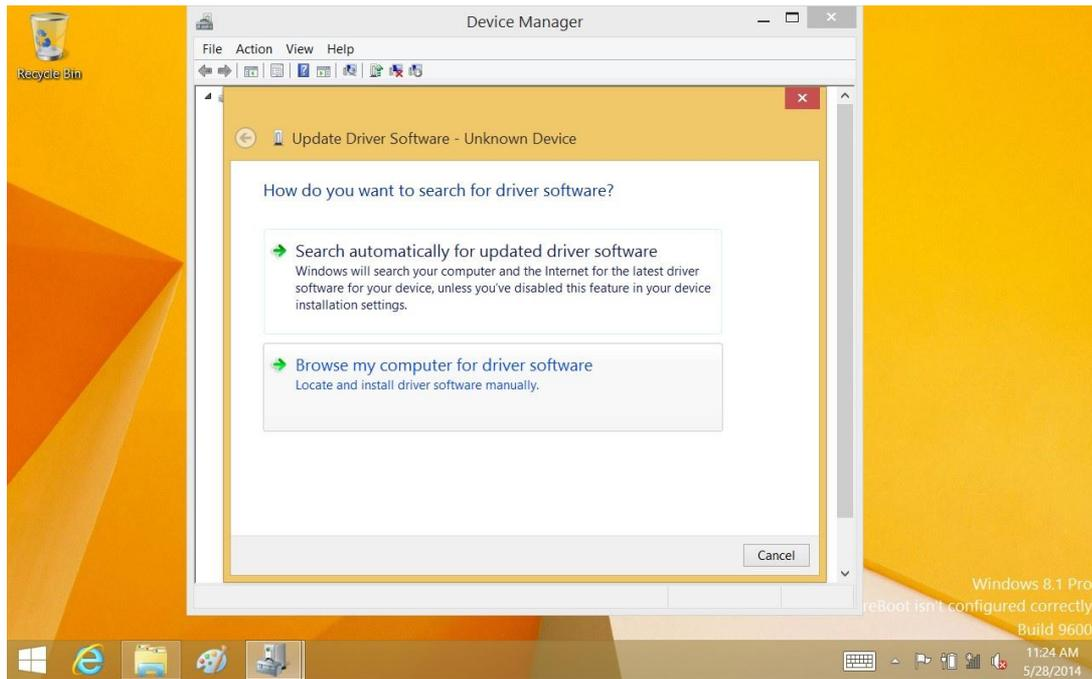 Recycle Bin
Device Manager
File Action View Help
Update Driver Software - Unknown Device
How do you want to search for driver software?
Search automatically for updated driver software
Windows will search your computer and the Internet for the latest driver
software for your device, unless you've disabled this feature in your device
installation settings.
Browse my computer for driver software
Locate and install driver software manually.
Cancel
Windows 8.1 Pro
reBoot isn't configured correctly
Build 9600
11:24 AM
5/28/2014